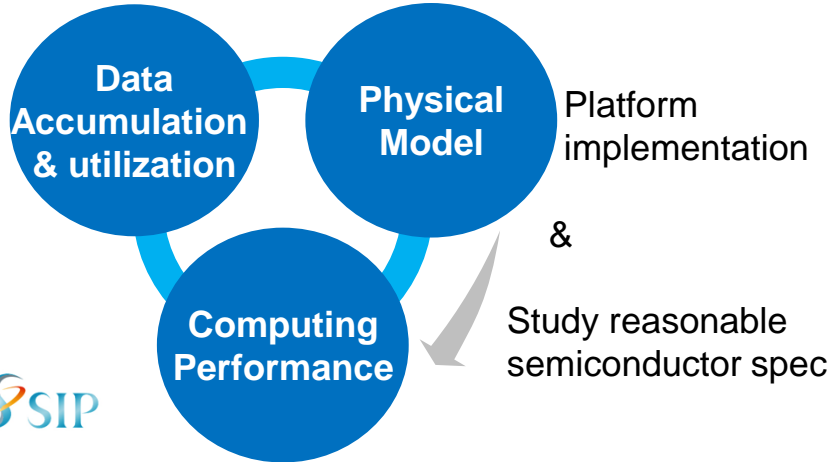 Data
Accumulation
& utilization
Physical
Model
Platform
implementation
&
Computing
Performance
Study reasonable
semiconductor spec
SIP